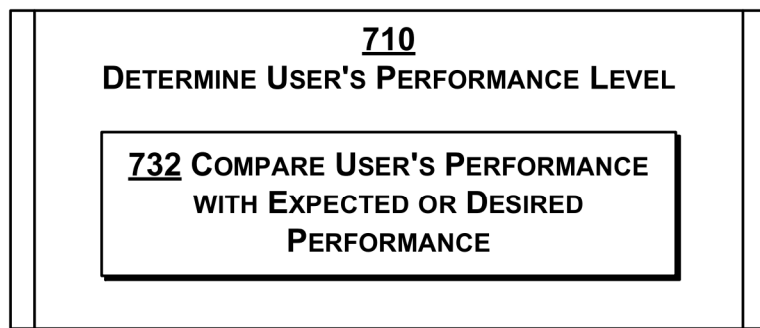 710
DETERMINE USER'S PERFORMANCE LEVEL
732 COMPARE USER'S PERFORMANCE
WITH EXPECTED OR DESIRED
PERFORMANCE